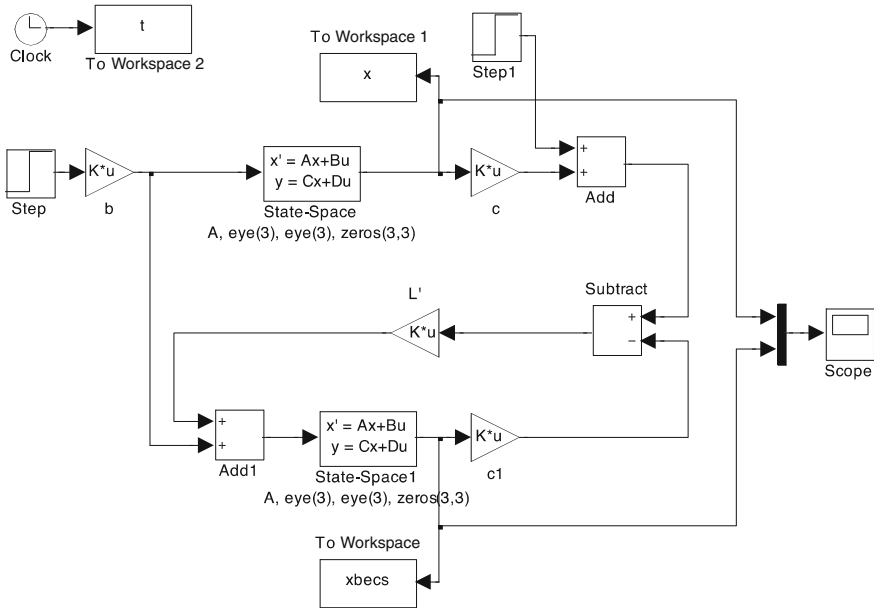 t
Clock
To Workspace 2
To Workspace 1
x
Step1
+
+
Add
Step
K*u
b
x' = Ax+Bu
y = Cx+Du
State-Space
A, eye(3), eye(3), zeros(3,3)
K*u
c
L'
K*u
Subtract
+
−
Scope
+
+
Add1
x' = Ax+Bu
y = Cx+Du
State-Space1
A, eye(3), eye(3), zeros(3,3)
K*u
c1
To Workspace
xbecs